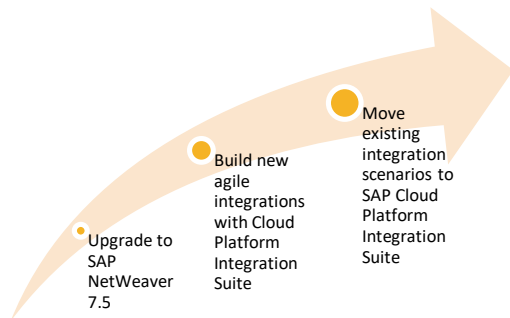 Upgrade to
SAP
NetWeaver
7.5
Build new
agile
integrations
with Cloud
Platform
Integration
Suite
Move
existing
integration
scenarios to
SAP Cloud
Platform
Integration
Suite